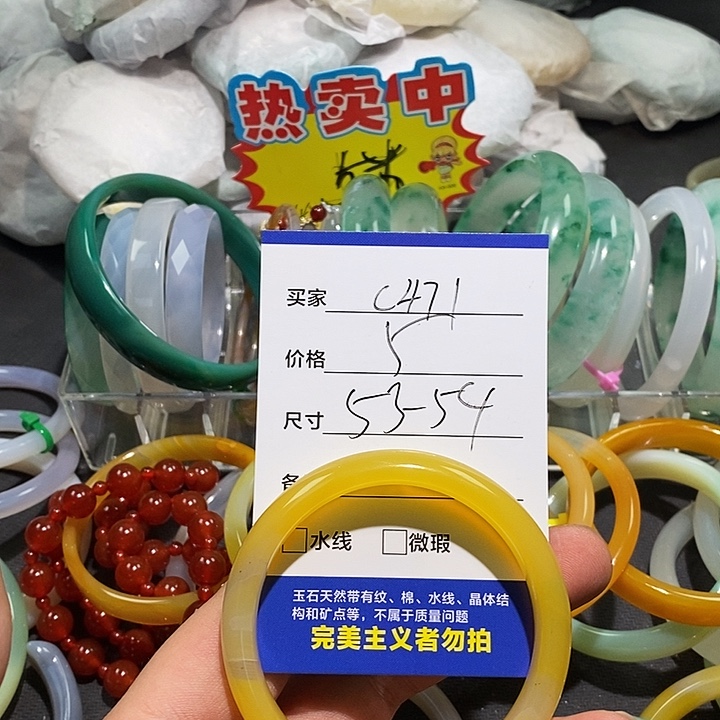 热卖中
买家 C471
价格 5
尺寸 53-54
备
水线 微瑕
玉石天然带有纹、棉、水线、晶体结
构和矿点等，不属于质量问题
完美主义者勿拍